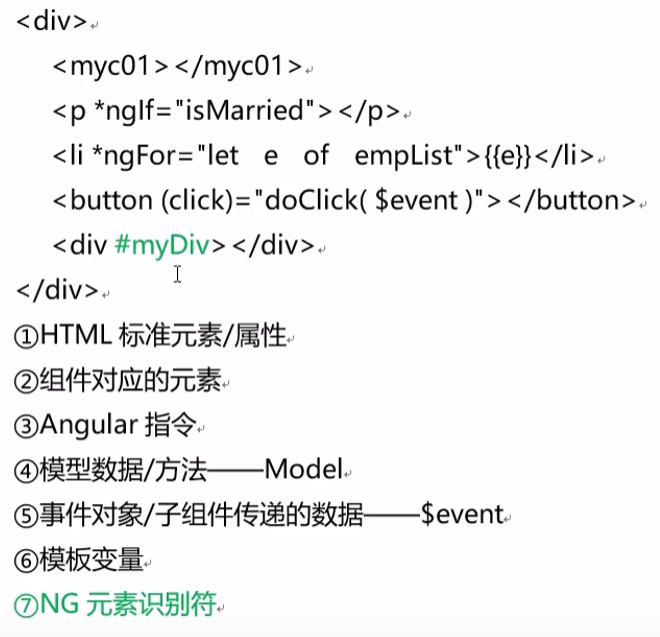 <div>
<myc01></myc01>
<p *ngIf="isMarried"></p>
<li *ngFor="let e of empList">{{e}}</li>
<button (click)="doClick( $event )"></button>
<div #myDiv></div>
</div>
①HTML 标准元素/属性
②组件对应的元素
③Angular 指令
④模型数据/方法——Model
⑤事件对象/子组件传递的数据——$event
⑥模板变量
⑦NG 元素识别符